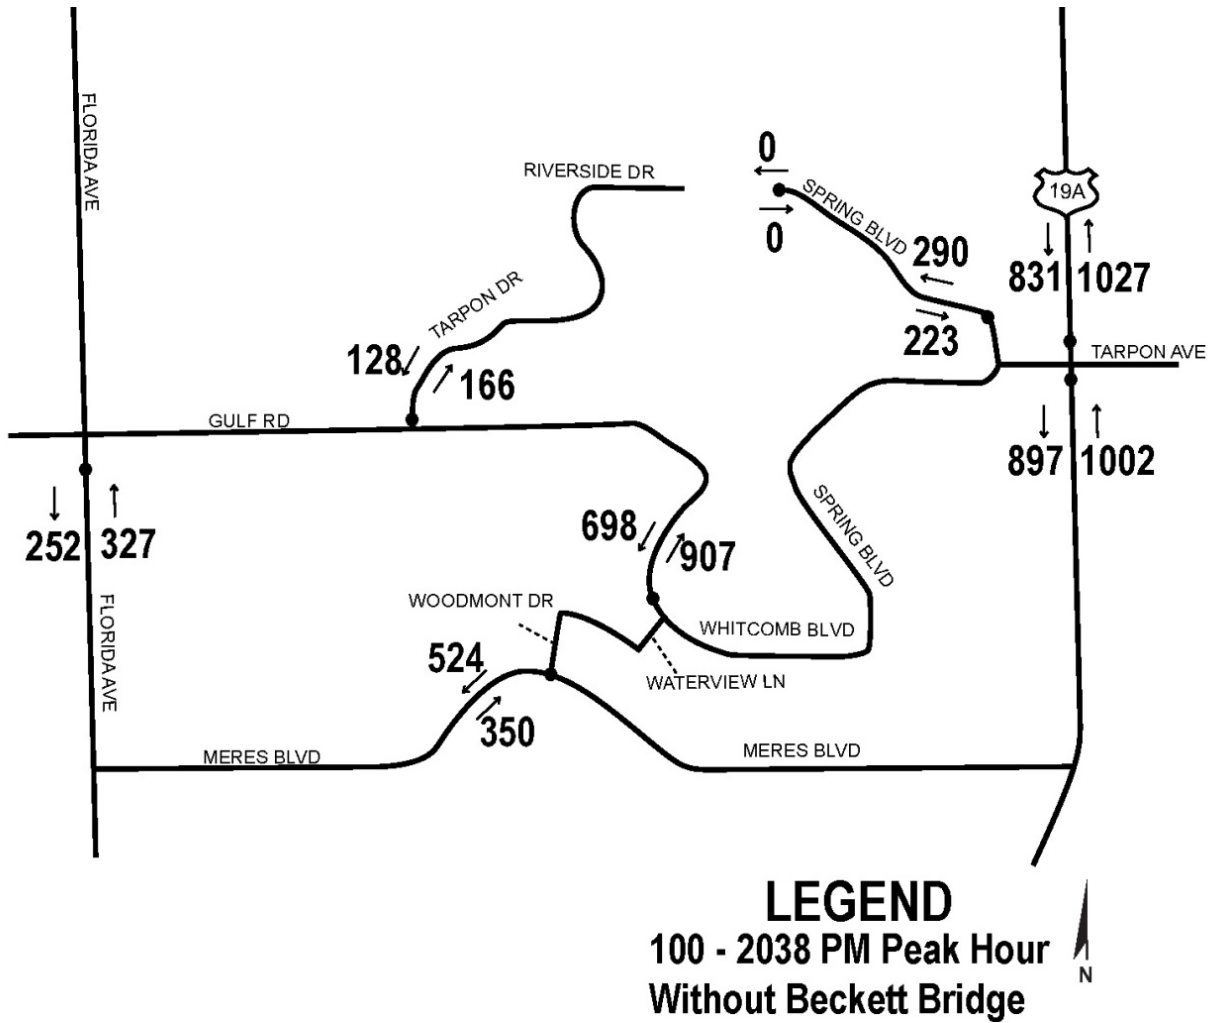 FLORIDA AVE
RIVERSIDE DR
0
SPRING BLVD
0
19A
290
831 1027
TARPON DR
223
128
166
TARPON AVE
GULF RD
897 1002
SPRING BLVD
252 327
698
907
FLORIDA AVE
WOODMONT DR
WHITCOMB BLVD
524
WATERVIEW LN
350
MERES BLVD
MERES BLVD
LEGEND
100 - 2038 PM Peak Hour
Without Beckett Bridge
N